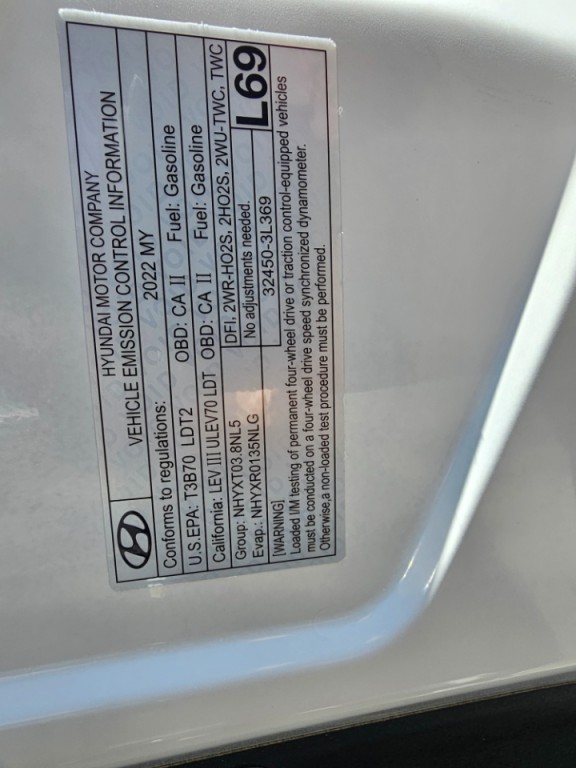 HYUNDAI MOTOR COMPANY
VEHICLE EMISSION CONTROL INFORMATION
Conforms to regulations: 2022 MY
U.S.EPA: T3B70 LDT2 OBD: CA II Fuel: Gasoline
California: LEV III ULEV70 LDT OBD: CA II Fuel: Gasoline
Group: NHYXT03.8NL5 DFI, 2WR-HO2S, 2HO2S, 2WU-TWC, TWC
Evap.: NHYXR0135NLG No adjustments needed. L69
[WARNING] 32450-3L369
Loaded I/M testing of permanent four-wheel drive or traction control-equipped vehicles
must be conducted on a four-wheel drive speed synchronized dynamometer.
Otherwise,a non-loaded test procedure must be performed.